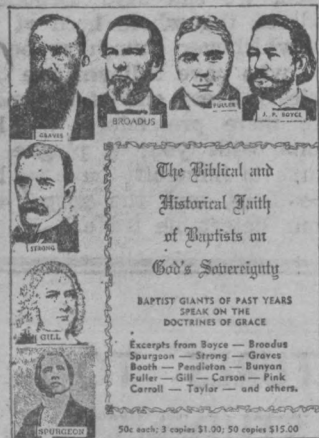 GRAVES
BROADUS
FULLER
J. P. BOYCE
STRONG
GILL
SPURGEON
The Biblical and
Historical Faith
of Baptists on
God's Sovereignty
BAPTIST GIANTS OF PAST YEARS
SPEAK ON THE
DOCTRINES OF GRACE
Excerpts from Boyce — Broadus
Spurgeon — Strong — Graves
Booth — Pendleton — Bunyan
Fuller — Gill — Carson — Pink
Carroll — Taylor — and others.
50c each; 3 copies $1.00; 50 copies $15.00